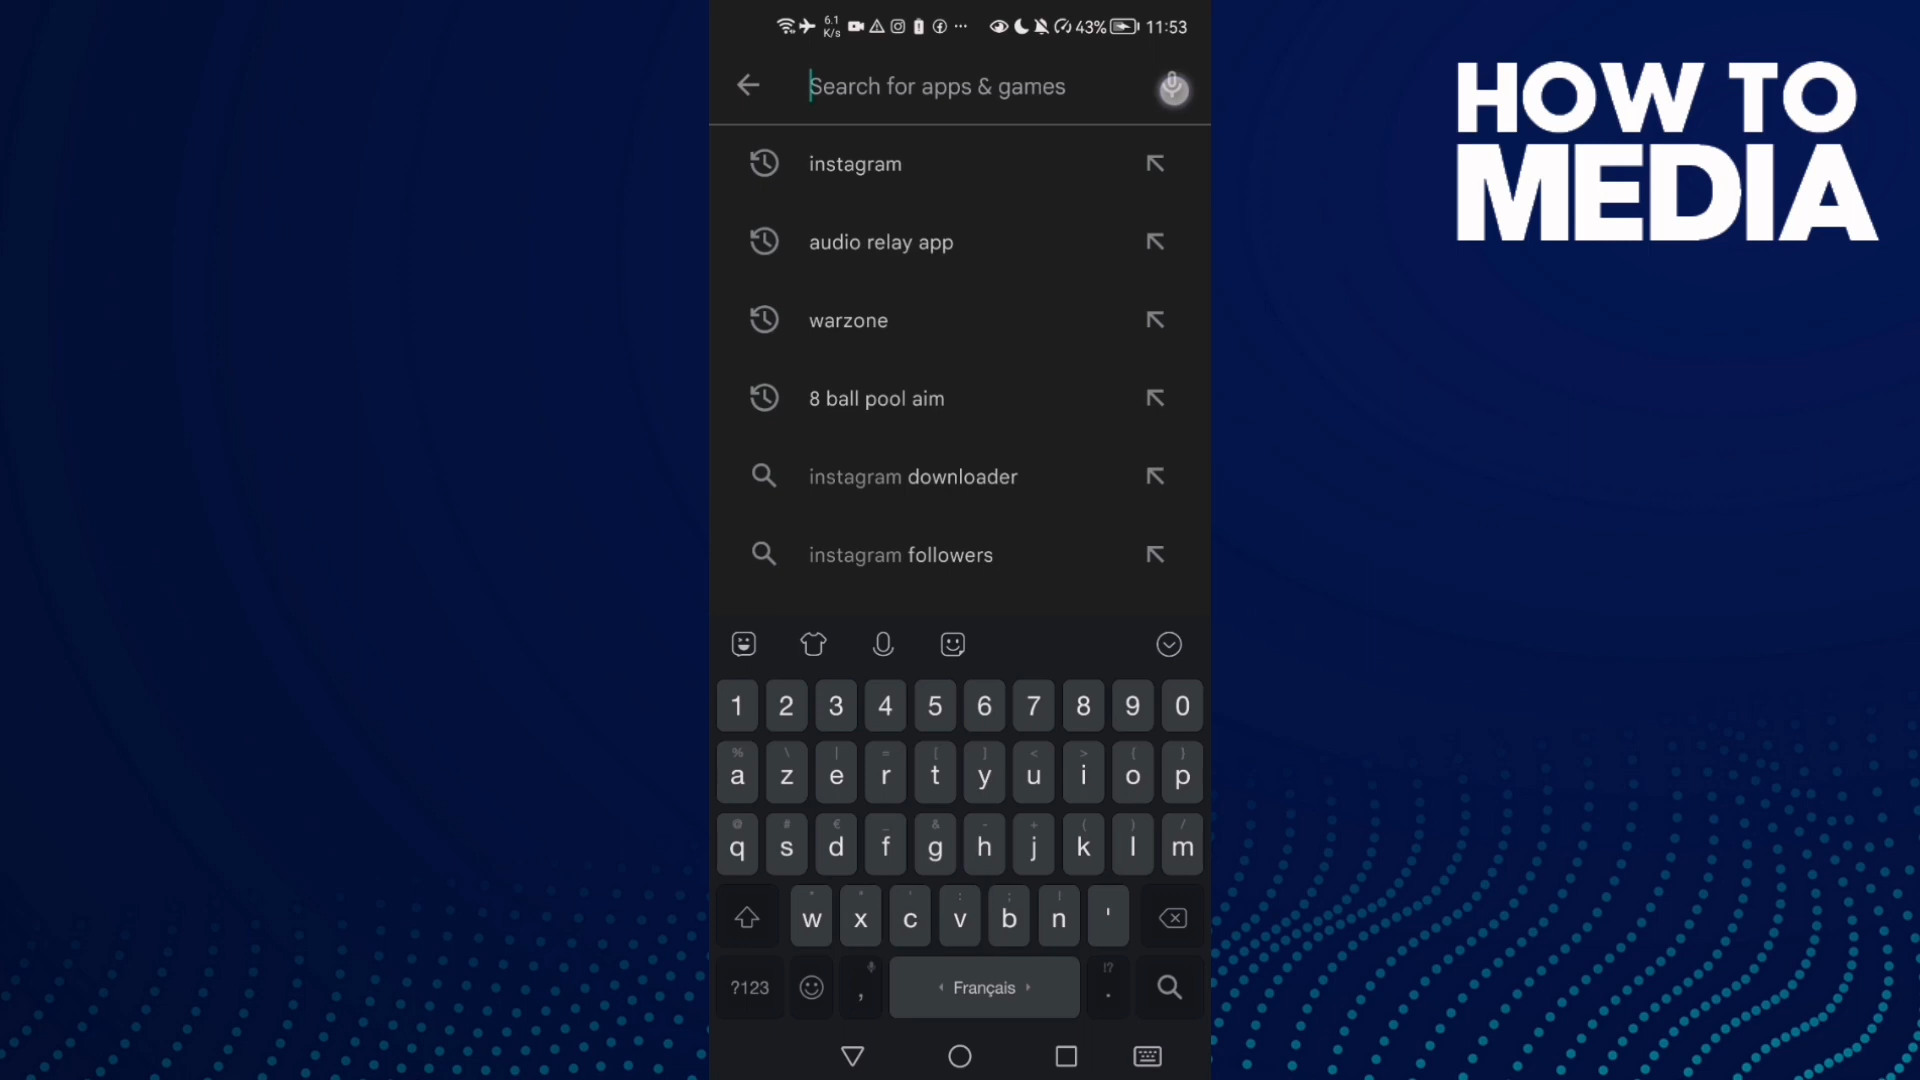 6.1
K/s
43%
11:53
Search for apps & games
HOW TO
MEDIA
instagram
audio relay app
warzone
8 ball pool aim
instagram downloader
instagram followers
1 2 3 4 5 6 7 8 9 0
% \ | = [ ] < > { }
a z e r t y u i o p
@ # € _ & - + ( ) /
q s d f g h j k l m
w x c v b n '
!?
?123 , Français .